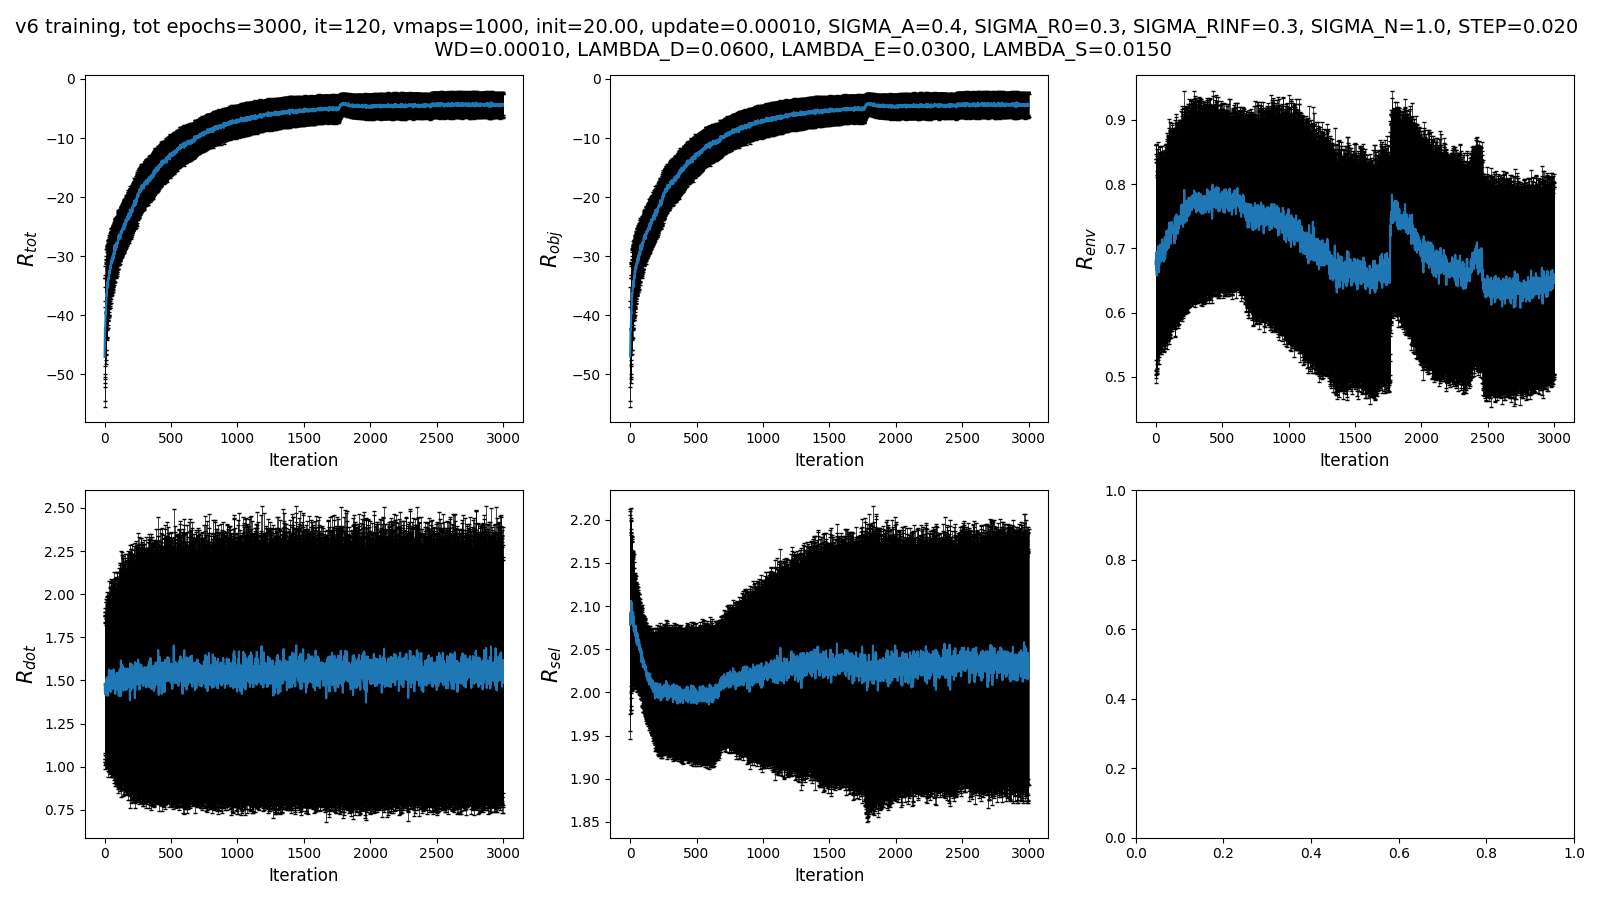 v6 training, tot epochs=3000, it=120, vmaps=1000, init=20.00, update=0.00010, SIGMA_A=0.4, SIGMA_R0=0.3, SIGMA_RINF=0.3, SIGMA_N=1.0, STEP=0.020
WD=0.00010, LAMBDA_D=0.0600, LAMBDA_E=0.0300, LAMBDA_S=0.0150
R_tot
0
−10
−20
−30
−40
−50
0 500 1000 1500 2000 2500 3000
Iteration
R_obj
0
−10
−20
−30
−40
−50
0 500 1000 1500 2000 2500 3000
Iteration
R_env
0.9
0.8
0.7
0.6
0.5
0 500 1000 1500 2000 2500 3000
Iteration
R_dot
2.50
2.25
2.00
1.75
1.50
1.25
1.00
0.75
0 500 1000 1500 2000 2500 3000
Iteration
R_sel
2.20
2.15
2.10
2.05
2.00
1.95
1.90
1.85
0 500 1000 1500 2000 2500 3000
Iteration
1.0
0.8
0.6
0.4
0.2
0.0
0.0 0.2 0.4 0.6 0.8 1.0